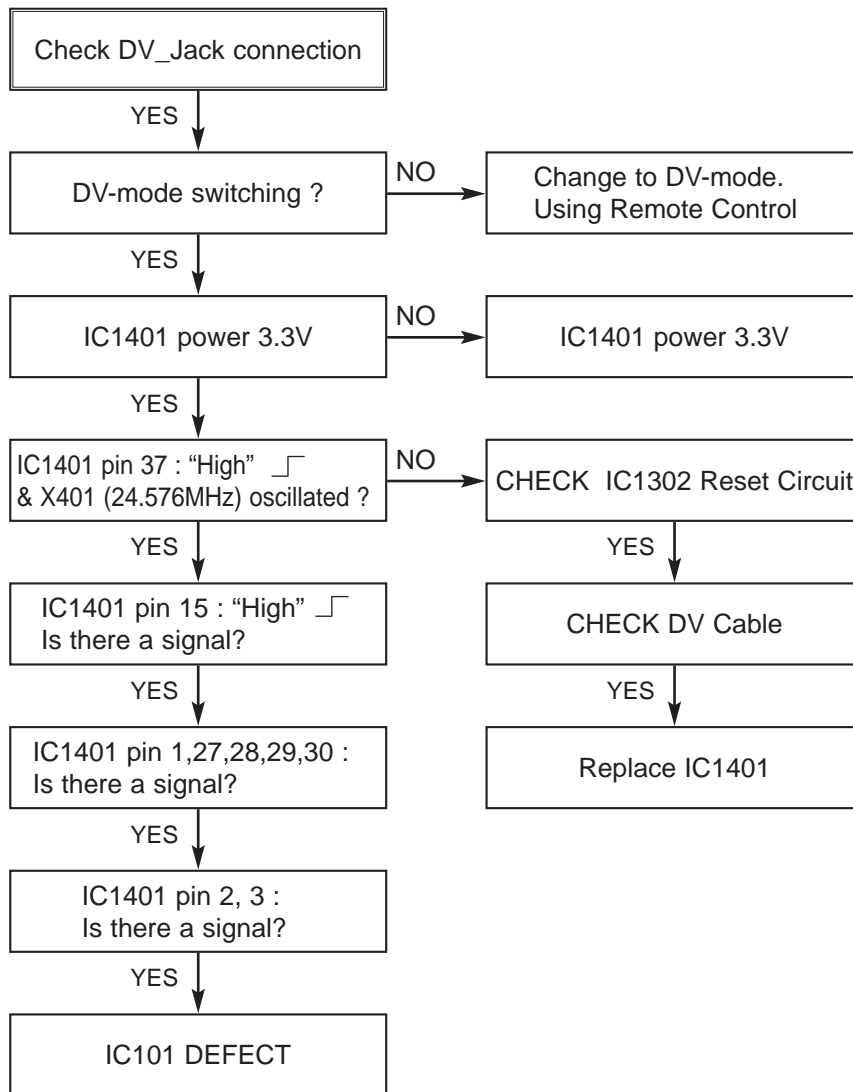 Check DV_Jack connection
YES
DV-mode switching ?
NO
Change to DV-mode.
Using Remote Control
YES
IC1401 power 3.3V
NO
IC1401 power 3.3V
YES
IC1401 pin 37 : “High”
& X401 (24.576MHz) oscillated ?
NO
CHECK IC1302 Reset Circuit
YES
YES
IC1401 pin 15 : “High”
Is there a signal?
CHECK DV Cable
YES
YES
IC1401 pin 1,27,28,29,30 :
Is there a signal?
Replace IC1401
YES
IC1401 pin 2, 3 :
Is there a signal?
YES
IC101 DEFECT